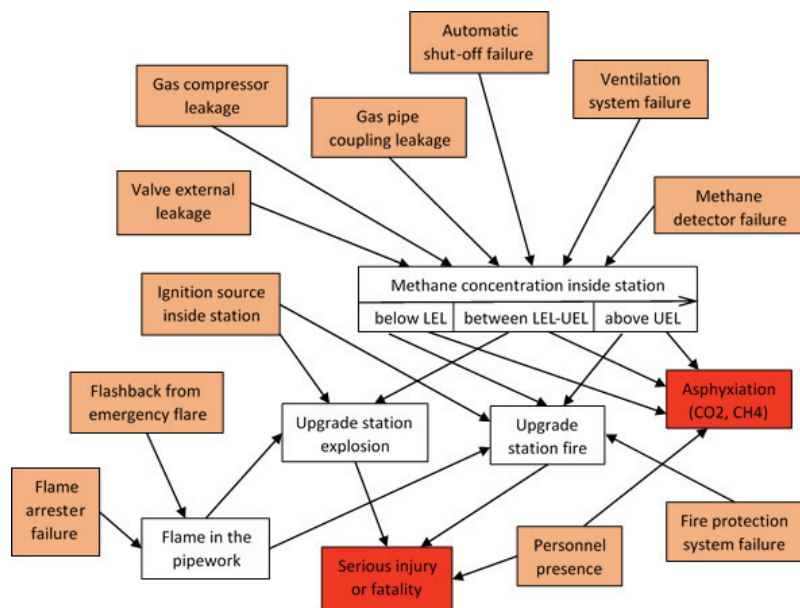 Automatic
shut-off failure
Gas compressor
leakage
Ventilation
system failure
Gas pipe
coupling leakage
Valve external
leakage
Methane
detector failure
Methane concentration inside station
below LEL
between LEL-UEL
above UEL
Ignition source
inside station
Flashback from
emergency flare
Asphyxiation
(CO2, CH4)
Upgrade station
explosion
Upgrade
station fire
Flame
arrester
failure
Flame in the
pipework
Serious injury
or fatality
Personnel
presence
Fire protection
system failure